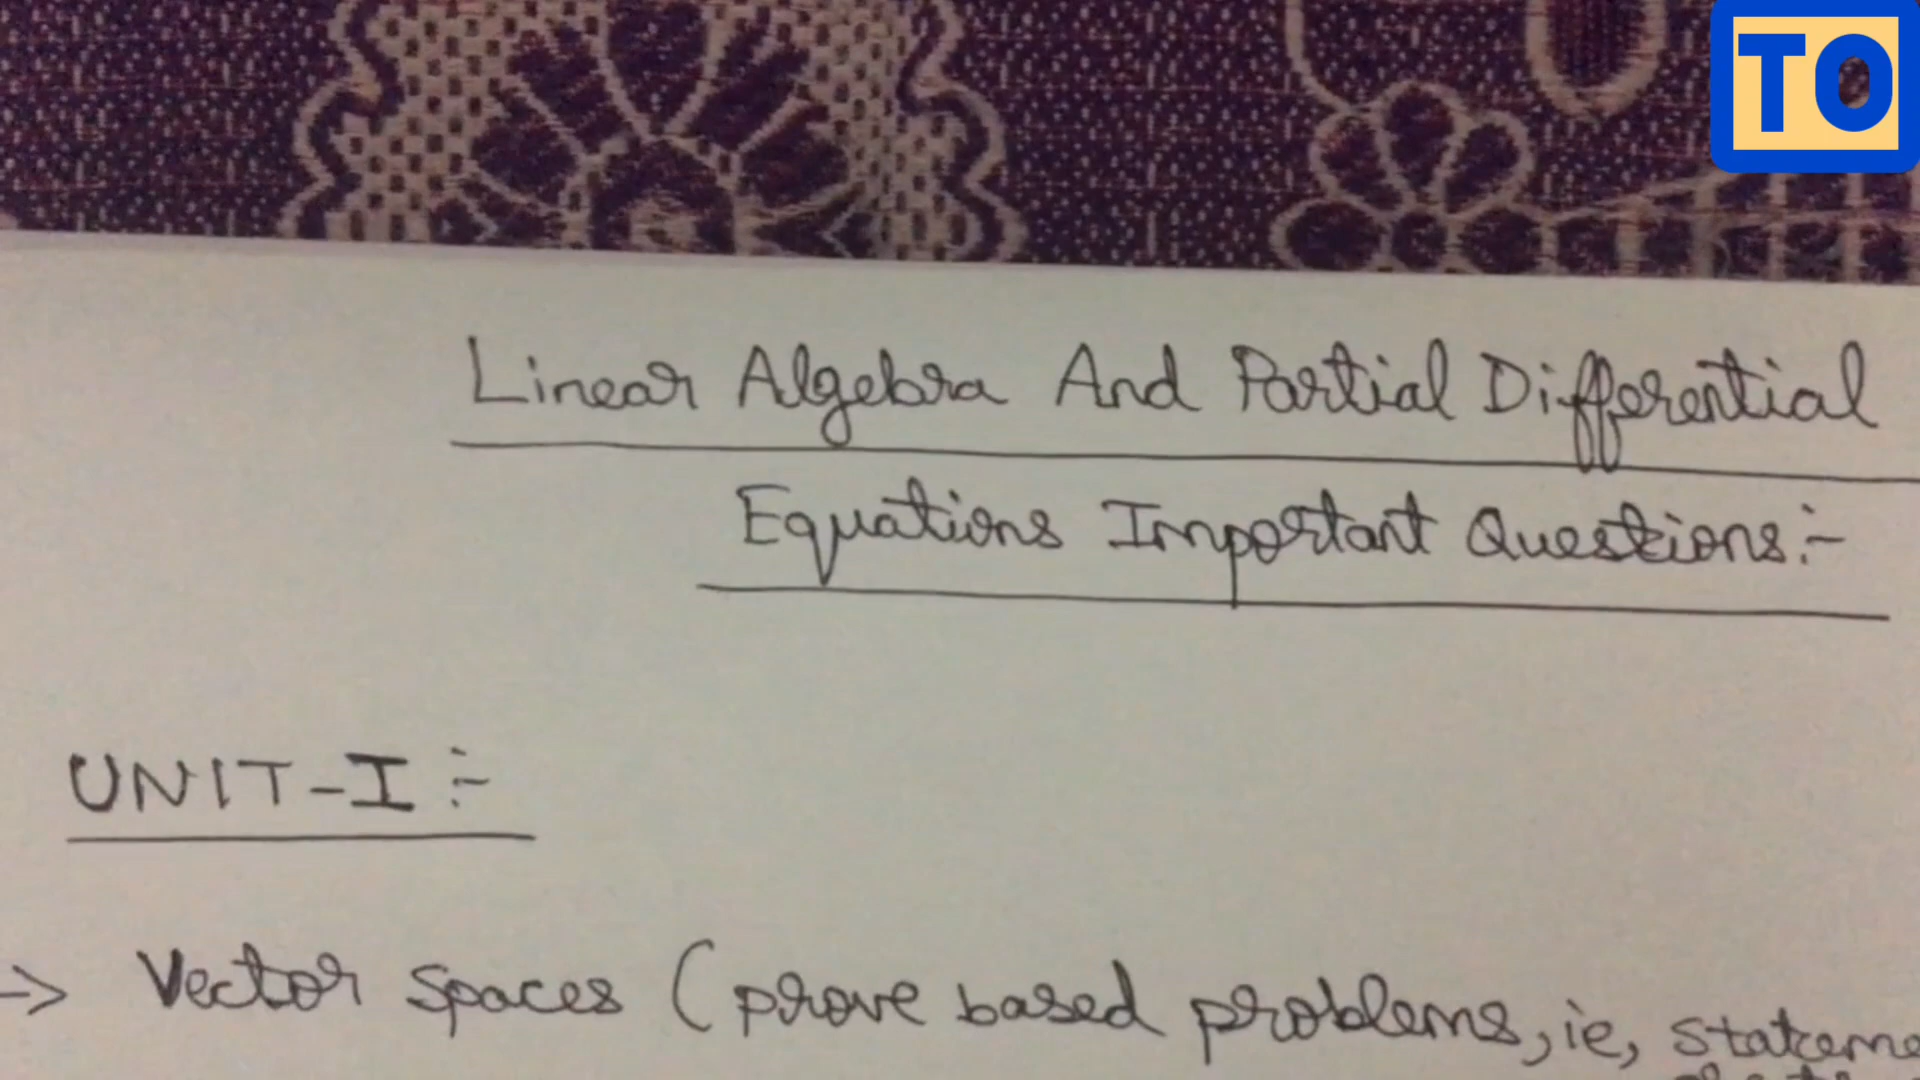 TO
Linear Algebra And Partial Differential
Equations Important Questions:-
UNIT-I :-
-> Vector Spaces (prove based problems, ie,